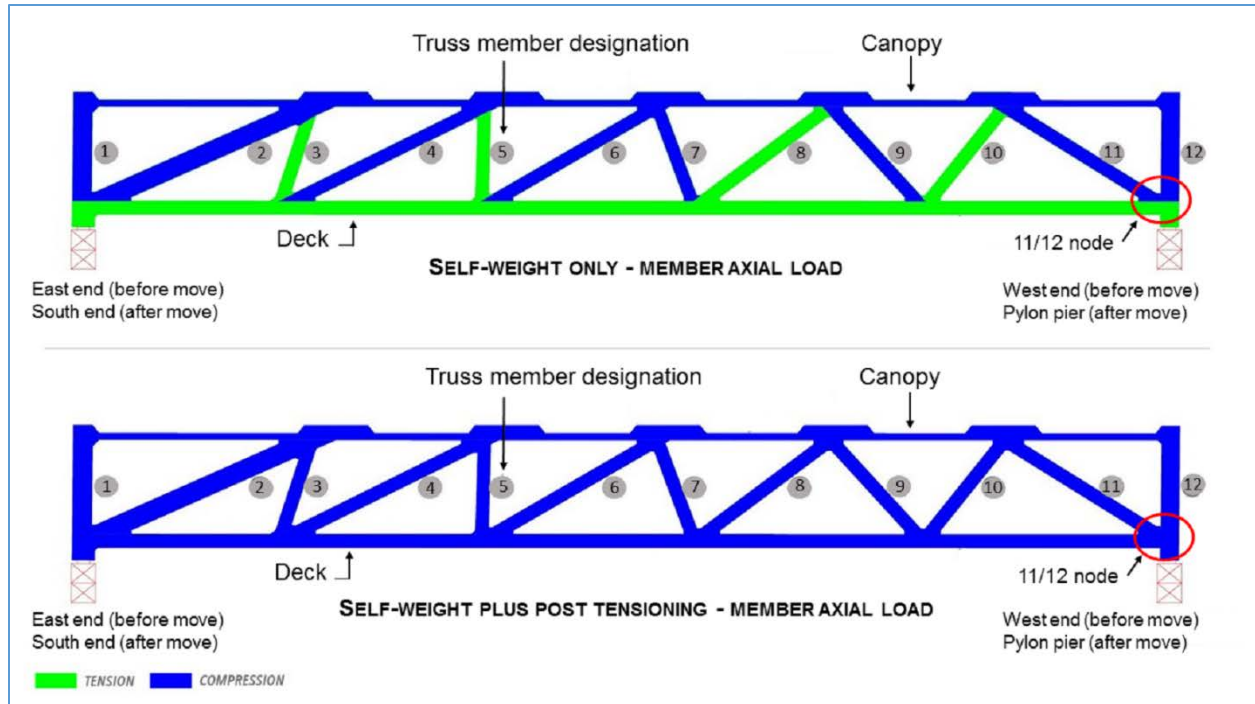 Truss member designation
Canopy
1
2
3
4
5
6
7
8
9
10
11
12
Deck
11/12 node
SELF-WEIGHT ONLY - MEMBER AXIAL LOAD
East end (before move)
South end (after move)
West end (before move)
Pylon pier (after move)
Truss member designation
Canopy
1
2
3
4
5
6
7
8
9
10
11
12
Deck
11/12 node
SELF-WEIGHT PLUS POST TENSIONING - MEMBER AXIAL LOAD
East end (before move)
South end (after move)
West end (before move)
Pylon pier (after move)
TENSION
COMPRESSION